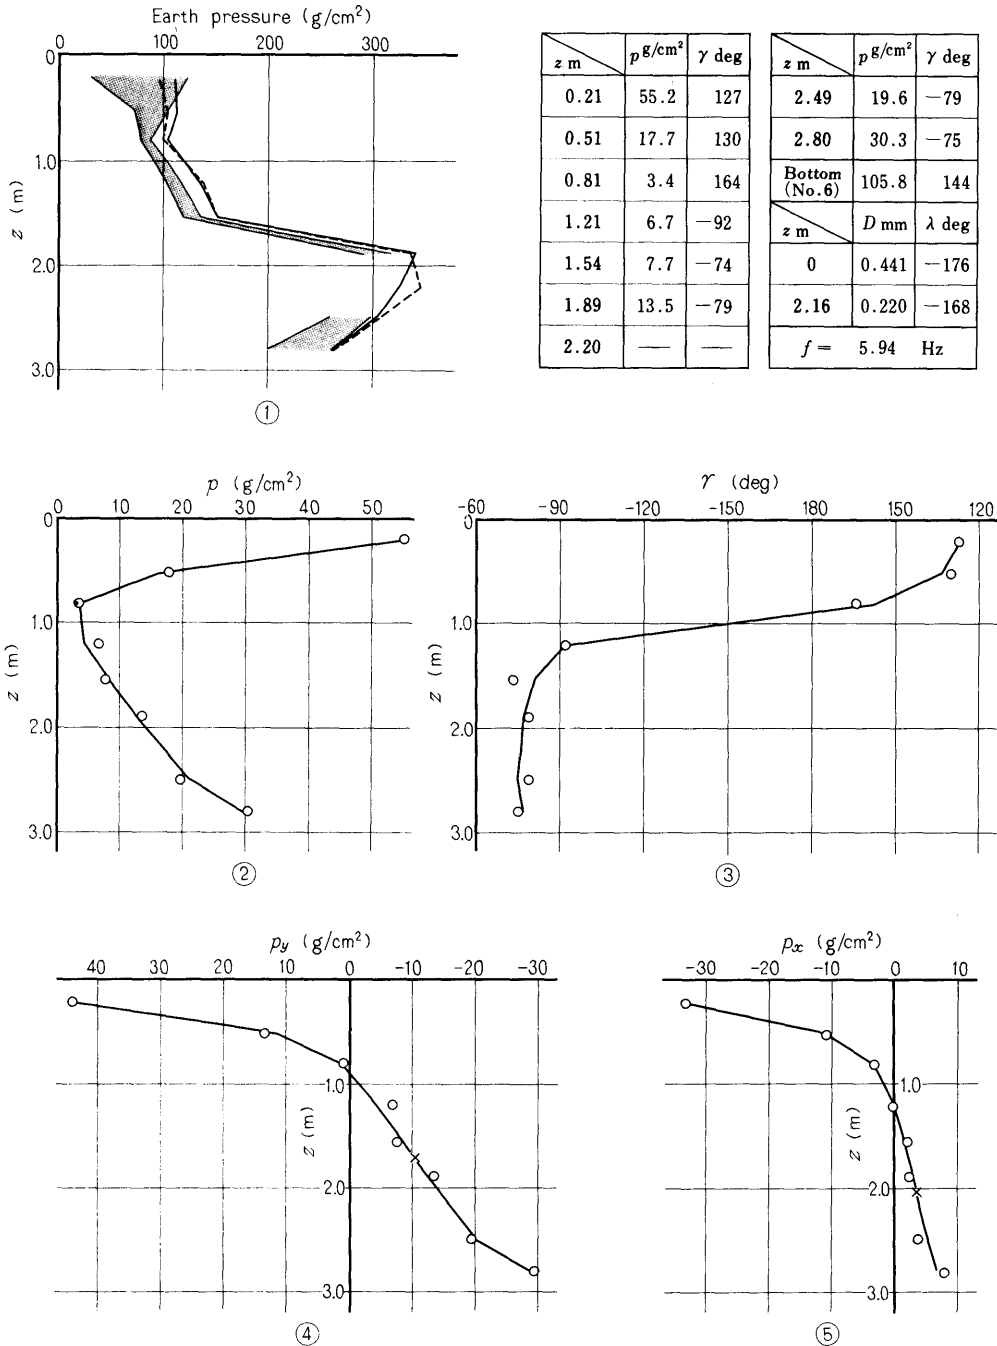 Earth pressure (g/cm²)
0 100 200 300
0
1.0
2.0
3.0
z (m)
①
z m p g/cm² γ deg
0.21 55.2 127
0.51 17.7 130
0.81 3.4 164
1.21 6.7 −92
1.54 7.7 −74
1.89 13.5 −79
2.20 — —
z m p g/cm² γ deg
2.49 19.6 −79
2.80 30.3 −75
Bottom (No.6) 105.8 144
z m D mm λ deg
0 0.441 −176
2.16 0.220 −168
f = 5.94 Hz
p (g/cm²)
0 10 20 30 40 50
0
1.0
2.0
3.0
z (m)
②
γ (deg)
-60 -90 -120 -150 180 150 120
0
1.0
2.0
3.0
z (m)
③
py (g/cm²)
40 30 20 10 0 -10 -20 -30
1.0
2.0
3.0
z (m)
④
px (g/cm²)
-30 -20 -10 0 10
1.0
2.0
3.0
z (m)
⑤